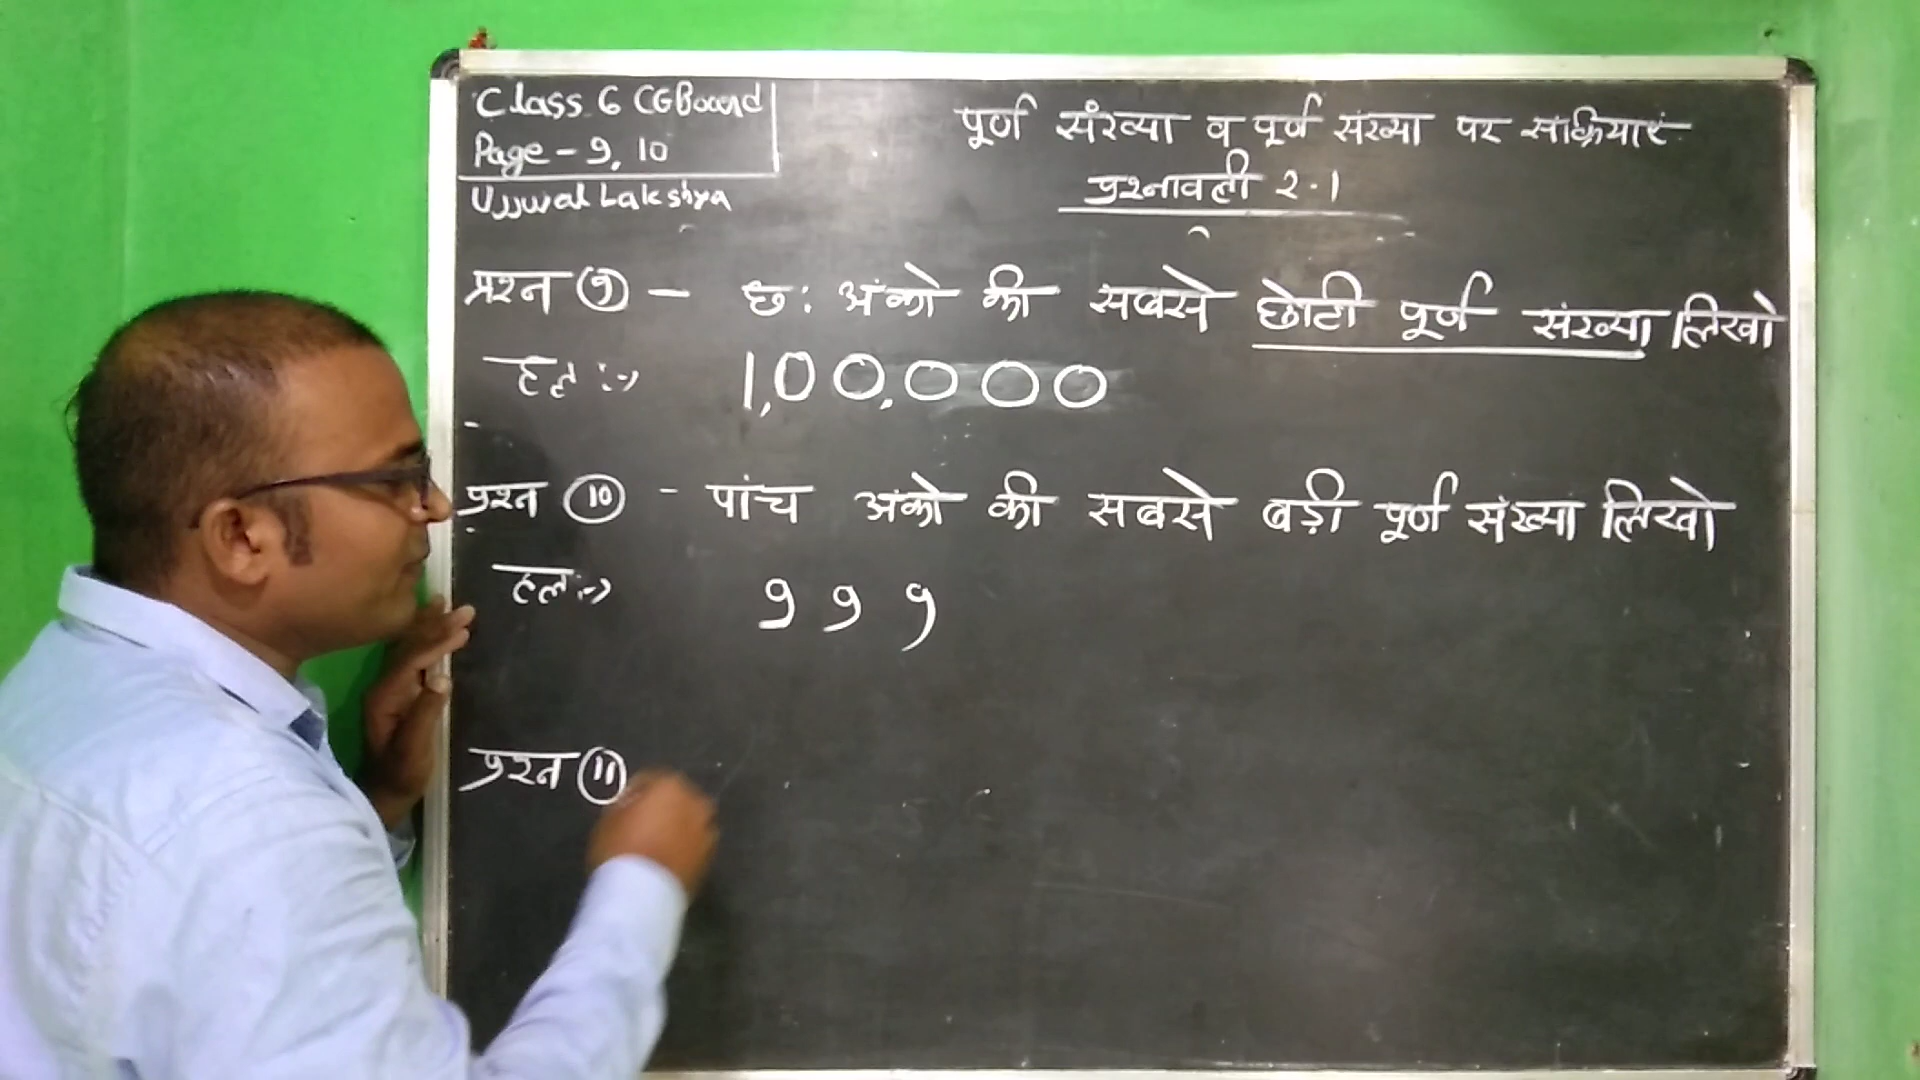 Class 6 CGBoard
Page - 9, 10
Ujjwal Lakshya
पूर्ण संख्या व पूर्ण संख्या पर संक्रियाएं
प्रश्नावली 2.1
प्रश्न 9 - छ: अंको की सबसे छोटी पूर्ण संख्या लिखो
हल :→ 1,00,000
प्रश्न 10 - पांच अंको की सबसे बड़ी पूर्ण संख्या लिखो
हल :→ 9 9 9
प्रश्न 11